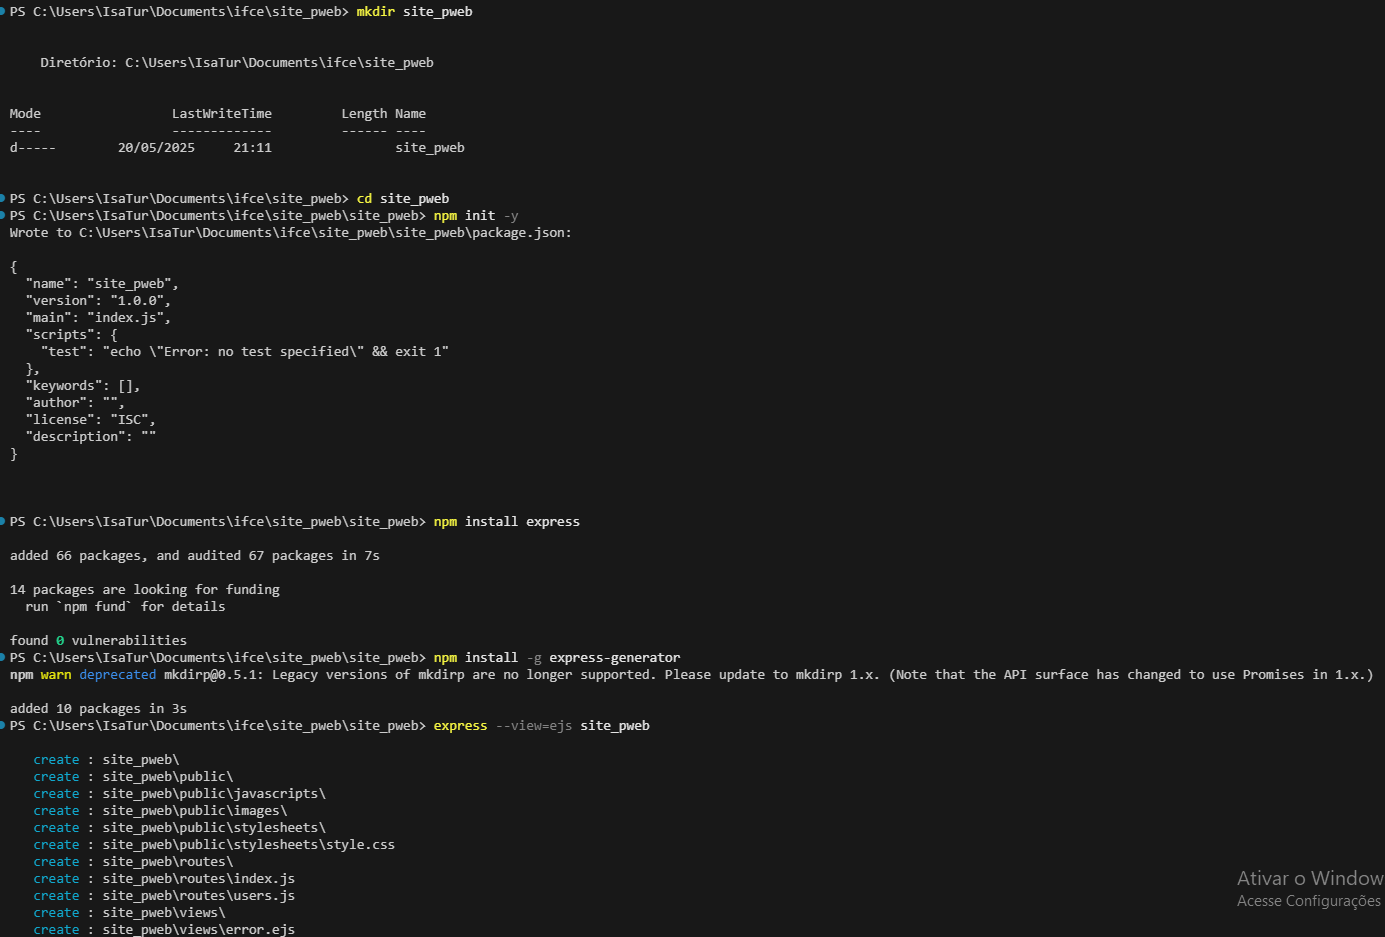 PS C:\Users\IsaTur\Documents\ifce\site_pweb> mkdir site_pweb
Diretório: C:\Users\IsaTur\Documents\ifce\site_pweb
Mode                 LastWriteTime         Length Name
----                 -------------         ------ ----
d-----        20/05/2025     21:11                site_pweb
PS C:\Users\IsaTur\Documents\ifce\site_pweb> cd site_pweb
PS C:\Users\IsaTur\Documents\ifce\site_pweb\site_pweb> npm init -y
Wrote to C:\Users\IsaTur\Documents\ifce\site_pweb\site_pweb\package.json:
{
  "name": "site_pweb",
  "version": "1.0.0",
  "main": "index.js",
  "scripts": {
    "test": "echo \"Error: no test specified\" && exit 1"
  },
  "keywords": [],
  "author": "",
  "license": "ISC",
  "description": ""
}
PS C:\Users\IsaTur\Documents\ifce\site_pweb\site_pweb> npm install express
added 66 packages, and audited 67 packages in 7s
14 packages are looking for funding
  run `npm fund` for details
found 0 vulnerabilities
PS C:\Users\IsaTur\Documents\ifce\site_pweb\site_pweb> npm install -g express-generator
npm warn deprecated mkdirp@0.5.1: Legacy versions of mkdirp are no longer supported. Please update to mkdirp 1.x. (Note that the API surface has changed to use Promises in 1.x.)
added 10 packages in 3s
PS C:\Users\IsaTur\Documents\ifce\site_pweb\site_pweb> express --view=ejs site_pweb
   create : site_pweb\
   create : site_pweb\public\
   create : site_pweb\public\javascripts\
   create : site_pweb\public\images\
   create : site_pweb\public\stylesheets\
   create : site_pweb\public\stylesheets\style.css
   create : site_pweb\routes\
   create : site_pweb\routes\index.js
   create : site_pweb\routes\users.js
   create : site_pweb\views\
   create : site_pweb\views\error.ejs
Ativar o Window
Acesse Configurações